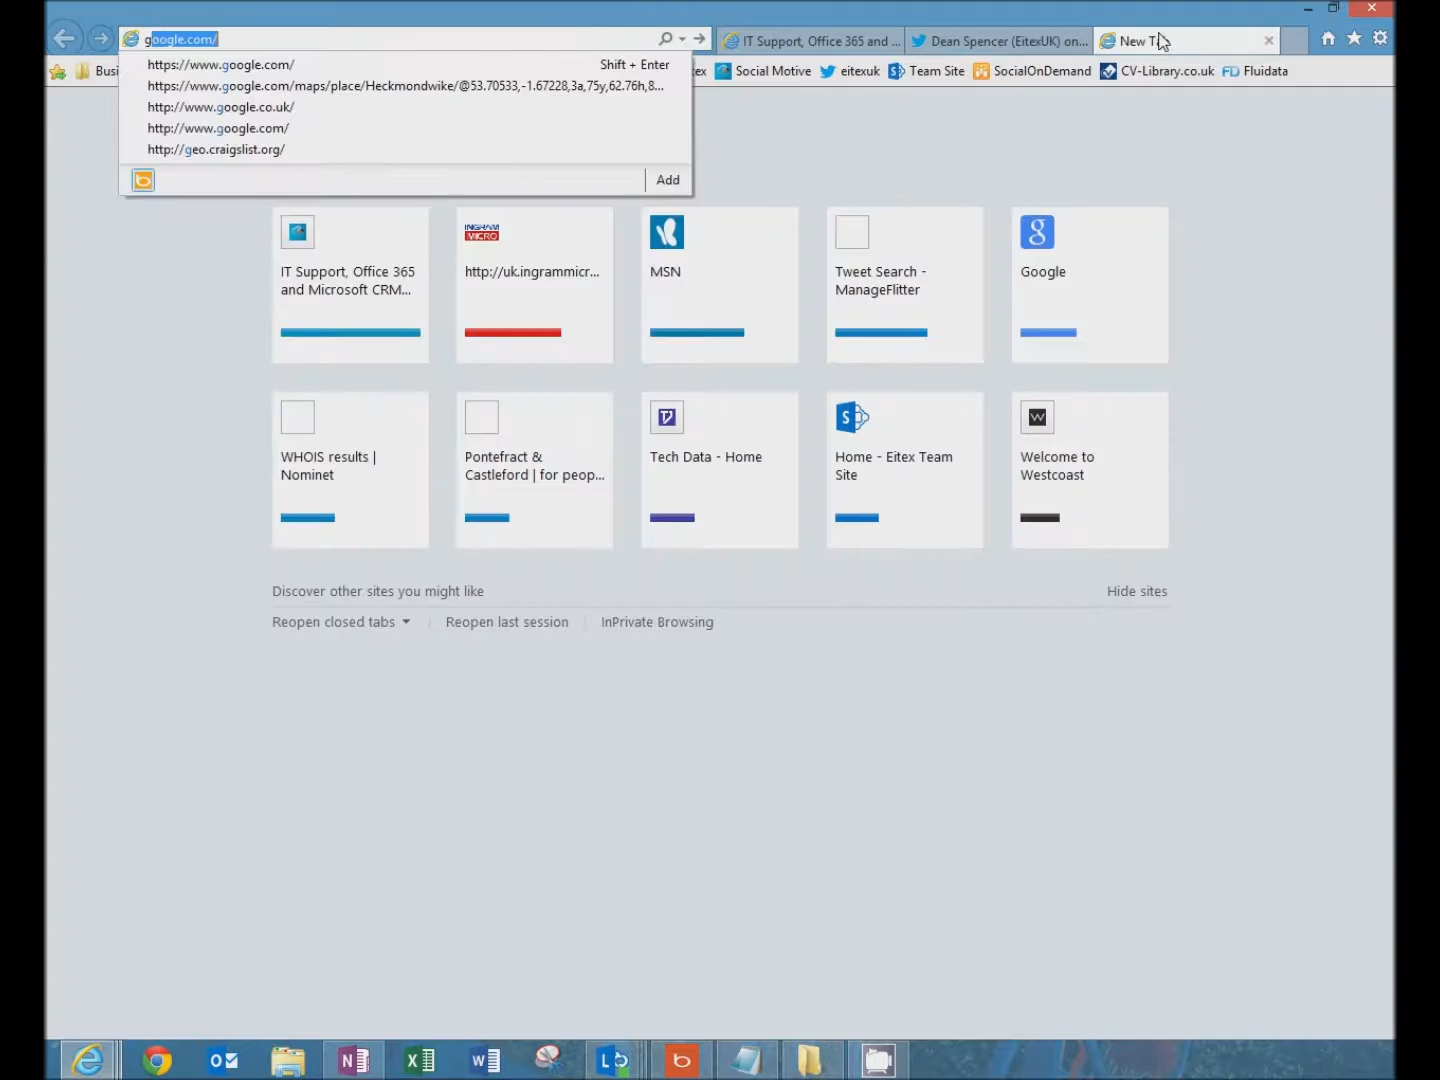 google.com/
IT Support, Office 365 and ...
Dean Spencer (EitexUK) on...
New T
https://www.google.com/
Shift + Enter
https://www.google.com/maps/place/Heckmondwike/@53.70533,-1.67228,3a,75y,62.76h,8...
http://www.google.co.uk/
http://www.google.com/
http://geo.craigslist.org/
Add
Busi
ex
Social Motive
eitexuk
Team Site
SocialOnDemand
CV-Library.co.uk
FD Fluidata
IT Support, Office 365
and Microsoft CRM...
INGRAM
MICRO
http://uk.ingrammicr...
MSN
Tweet Search -
ManageFlitter
g
Google
WHOIS results |
Nominet
Pontefract &
Castleford | for peop...
Tech Data - Home
S
Home - Eitex Team
Site
W
Welcome to
Westcoast
Discover other sites you might like
Hide sites
Reopen closed tabs
Reopen last session
InPrivate Browsing